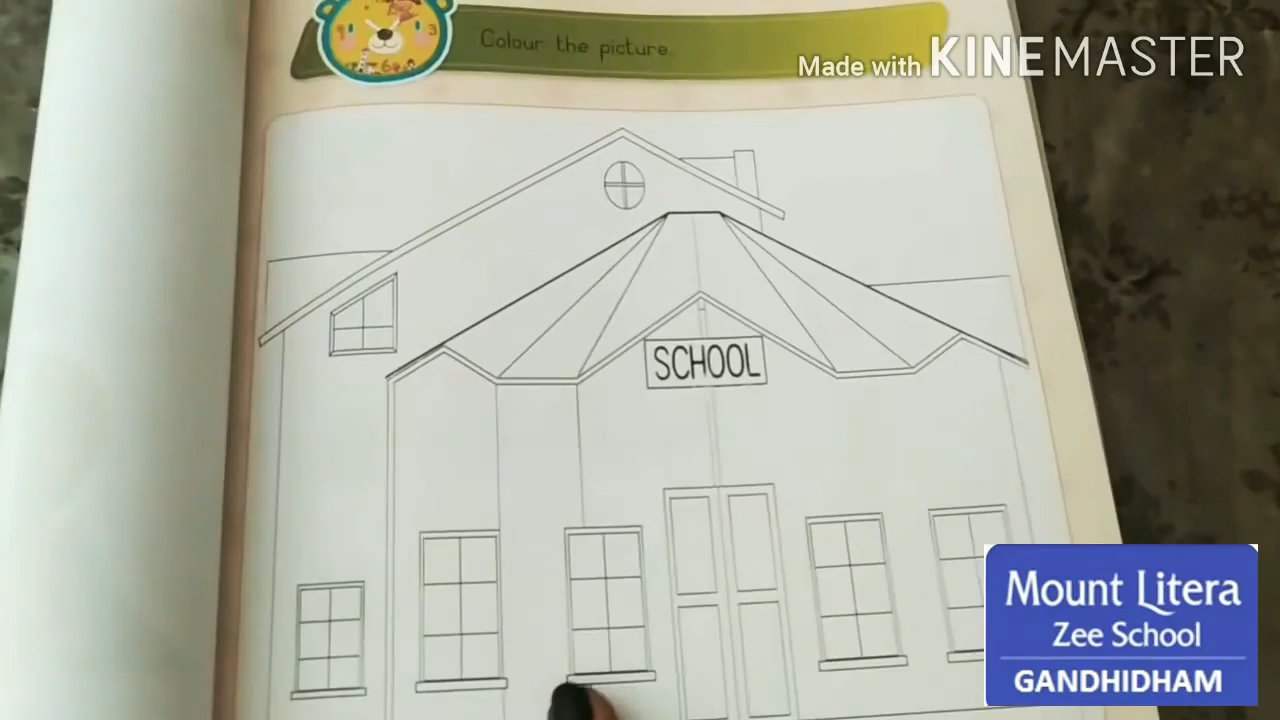 Colour the picture.
Made with KINEMASTER
SCHOOL
Mount Litera
Zee School
GANDHIDHAM